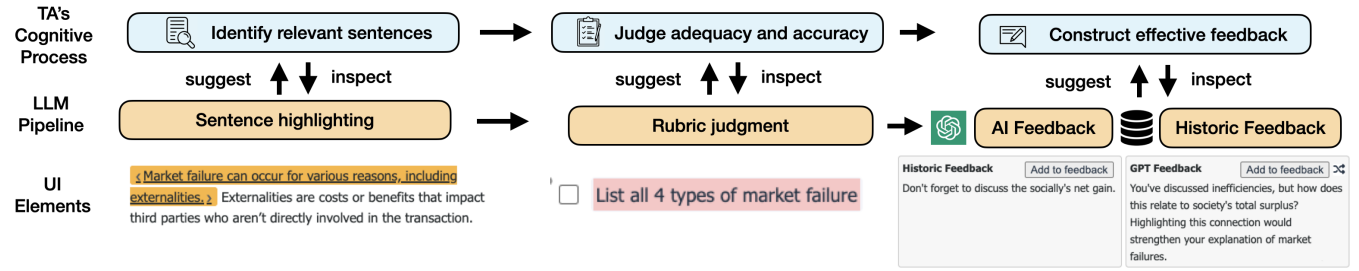 TA's
Cognitive
Process
Identify relevant sentences
Judge adequacy and accuracy
Construct effective feedback
suggest
inspect
suggest
inspect
suggest
inspect
LLM
Pipeline
Sentence highlighting
Rubric judgment
AI Feedback
Historic Feedback
UI
Elements
‹ Market failure can occur for various reasons, including
externalities. › Externalities are costs or benefits that impact
third parties who aren't directly involved in the transaction.
List all 4 types of market failure
Historic Feedback
Add to feedback
Don't forget to discuss the socially's net gain.
GPT Feedback
Add to feedback
You've discussed inefficiencies, but how does
this relate to society's total surplus?
Highlighting this connection would
strengthen your explanation of market
failures.